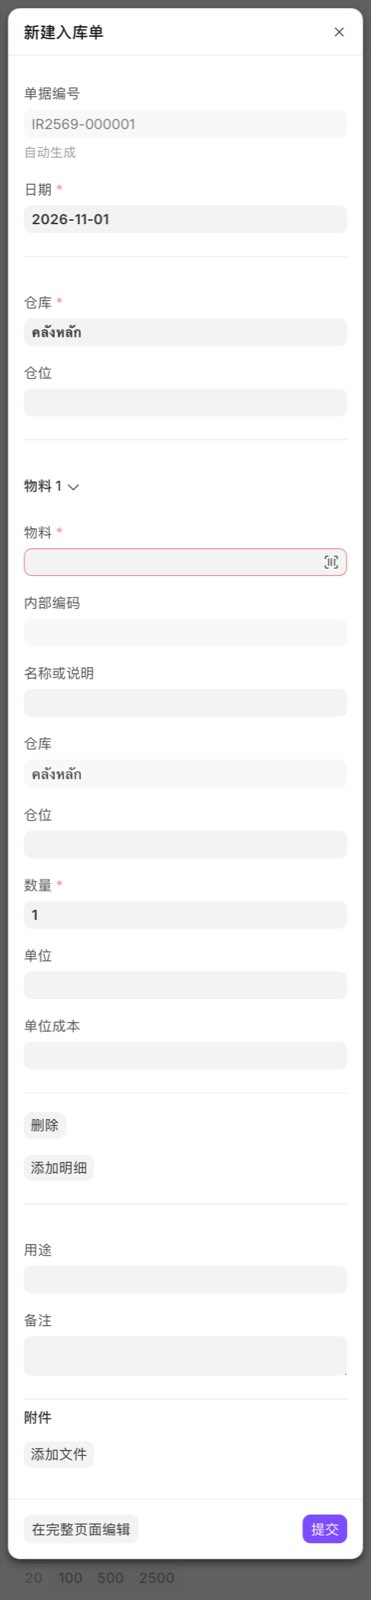 新建入库单
单据编号
IR2569-000001
自动生成
日期 *
2026-11-01
仓库 *
คลังหลัก
仓位
物料 1
物料 *
内部编码
名称或说明
仓库
คลังหลัก
仓位
数量 *
1
单位
单位成本
删除
添加明细
用途
备注
附件
添加文件
在完整页面编辑 提交
20 100 500 2500